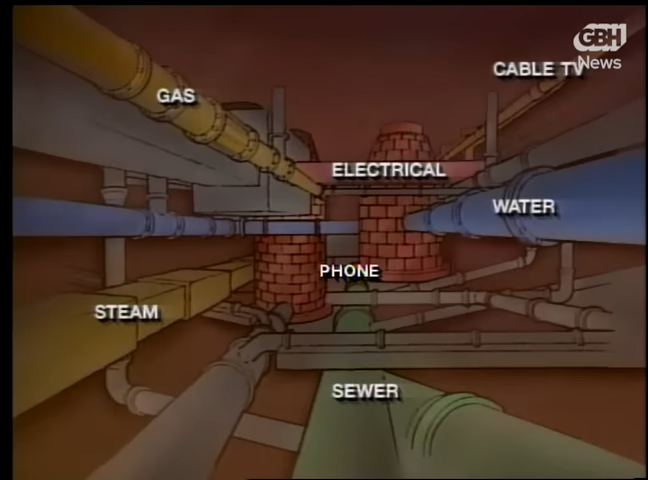 GBH
News
CABLE TV
GAS
ELECTRICAL
WATER
PHONE
STEAM
SEWER